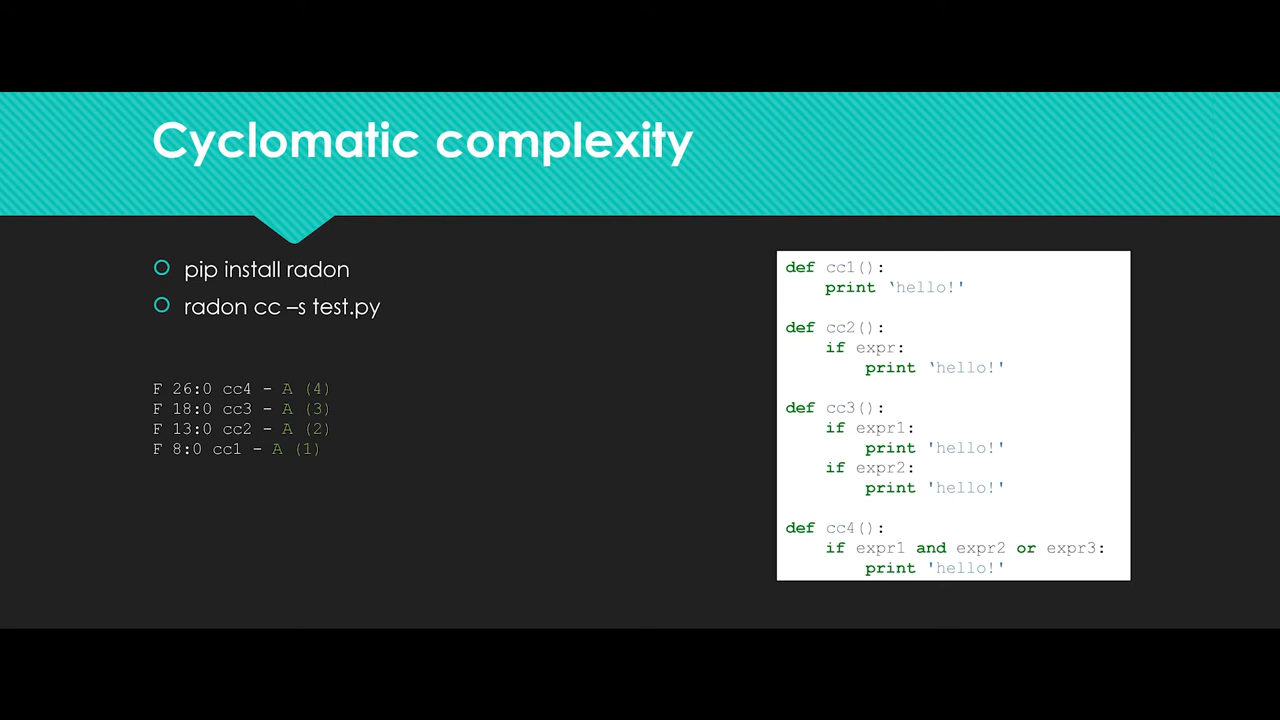 Cyclomatic complexity
pip install radon
radon cc –s test.py
F 26:0 cc4 - A (4)
F 18:0 cc3 - A (3)
F 13:0 cc2 - A (2)
F 8:0 cc1 - A (1)
def cc1():
    print ‘hello!'
def cc2():
    if expr:
        print ‘hello!'
def cc3():
    if expr1:
        print 'hello!'
    if expr2:
        print 'hello!'
def cc4():
    if expr1 and expr2 or expr3:
        print 'hello!'